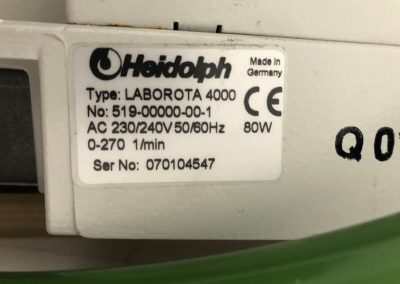 Heidolph
Made in
Germany
Type: LABOROTA 4000
No: 519-00000-00-1
CE
AC 230/240V 50/60Hz 80W
0-270 1/min
Ser No: 070104547
Q 0